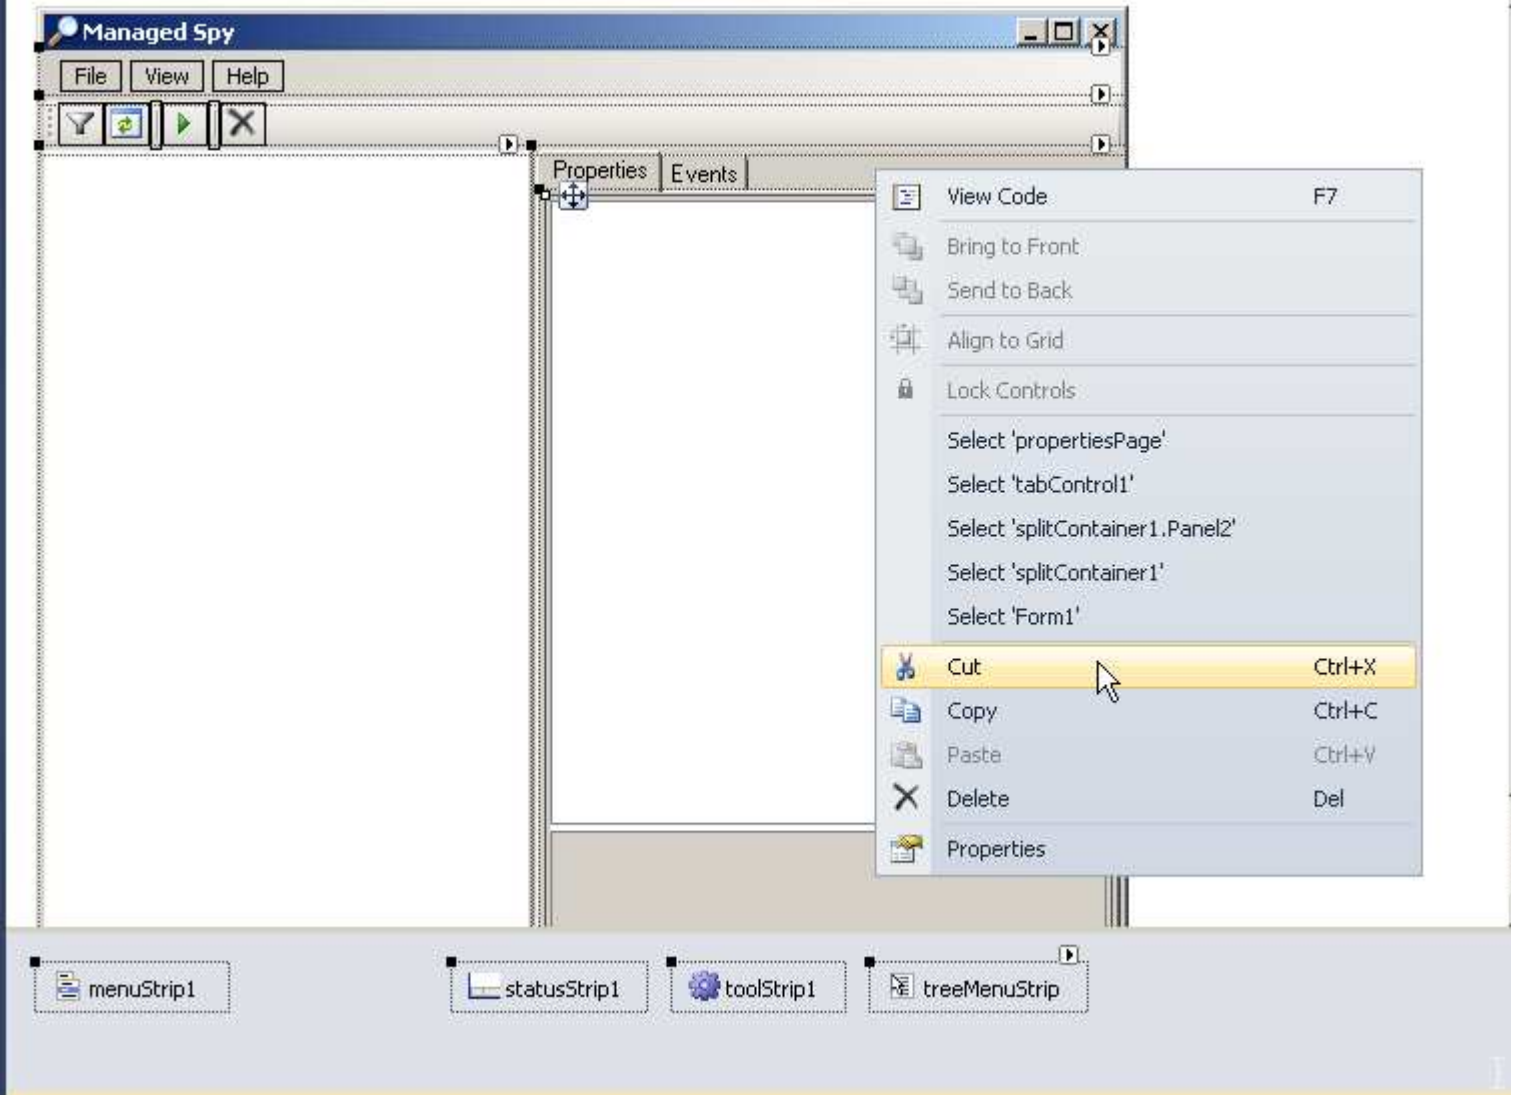 Managed Spy
File View Help
Properties Events
View Code F7
Bring to Front
Send to Back
Align to Grid
Lock Controls
Select 'propertiesPage'
Select 'tabControl1'
Select 'splitContainer1.Panel2'
Select 'splitContainer1'
Select 'Form1'
Cut Ctrl+X
Copy Ctrl+C
Paste Ctrl+V
Delete Del
Properties
menuStrip1 statusStrip1 toolStrip1 treeMenuStrip